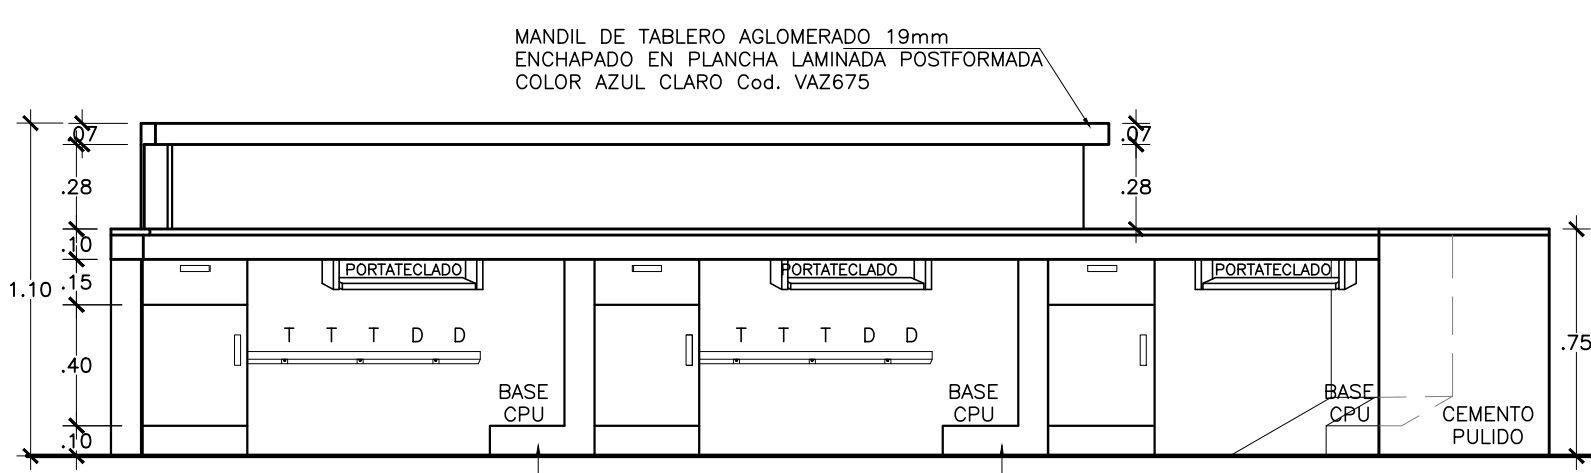 MANDIL DE TABLERO AGLOMERADO 19mm
ENCHAPADO EN PLANCHA LAMINADA POSTFORMADA
COLOR AZUL CLARO Cod. VAZ675
.07
.07
.28
.28
.10
1.10
.15
PORTATECLADO
PORTATECLADO
PORTATECLADO
T T T D D
T T T D D
.75
.40
BASE
CPU
BASE
CPU
BASE
CPU
CEMENTO
PULIDO
.10